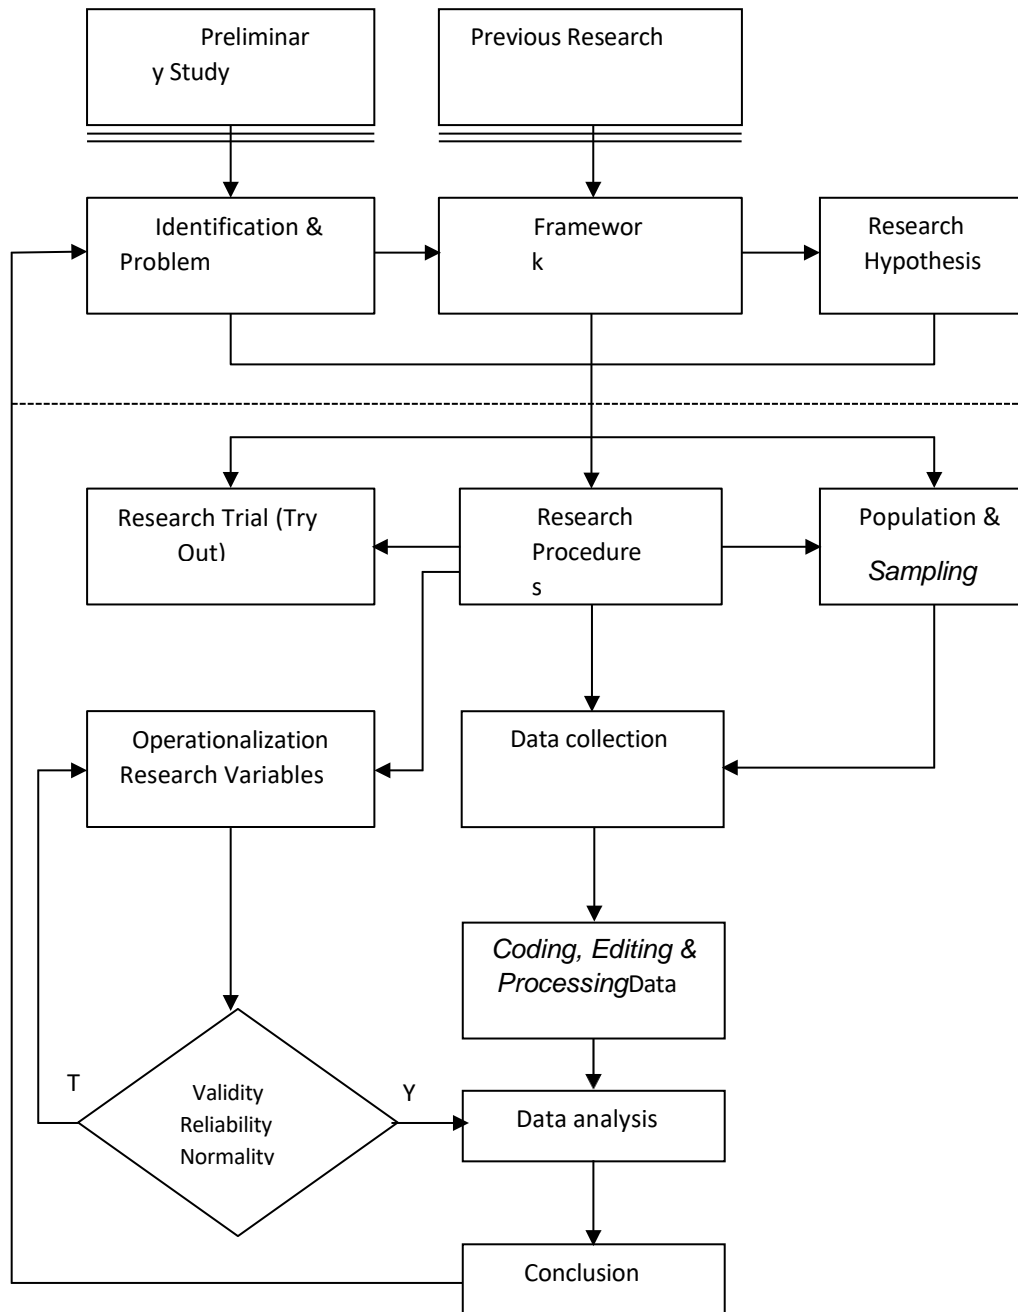 Preliminar
y Study
Previous Research
Identification &
Problem
Framewor
k
Research
Hypothesis
Research Trial (Try
Out)
Research
Procedure
s
Population &
Sampling
Operationalization
Research Variables
Data collection
Coding, Editing &
ProcessingData
T
Validity
Reliability
Normality
Y
Data analysis
Conclusion